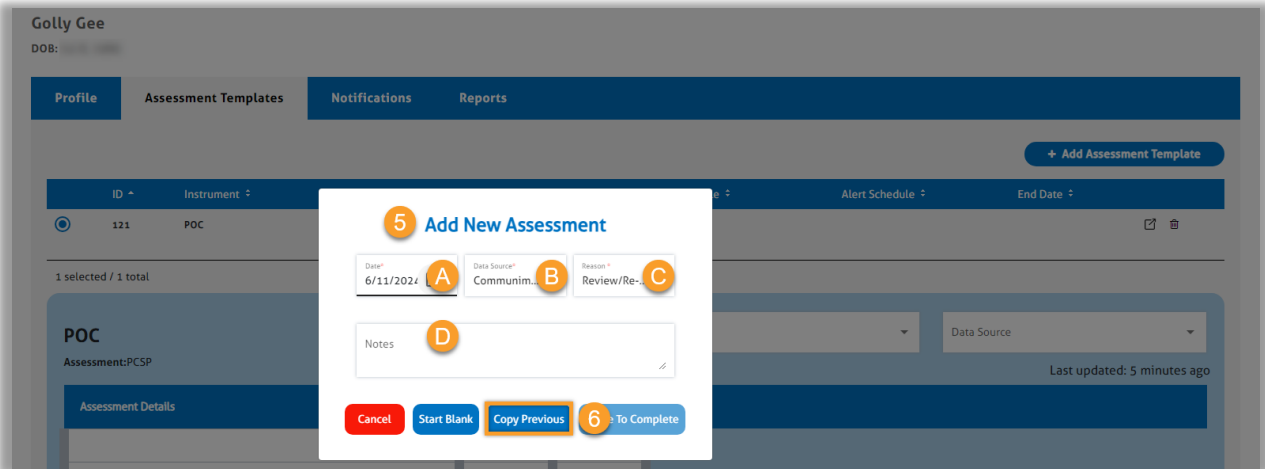 Golly Gee
DOB:
Profile Assessment Templates Notifications Reports
+ Add Assessment Template
ID Instrument Alert Schedule End Date
121 POC
1 selected / 1 total
5 Add New Assessment
Date* Data Source* Reason *
6/11/2024 A Communim... B Review/Re-... C
Notes D
Cancel Start Blank Copy Previous 6 To Complete
POC
Assessment:PCSP
Data Source
Last updated: 5 minutes ago
Assessment Details